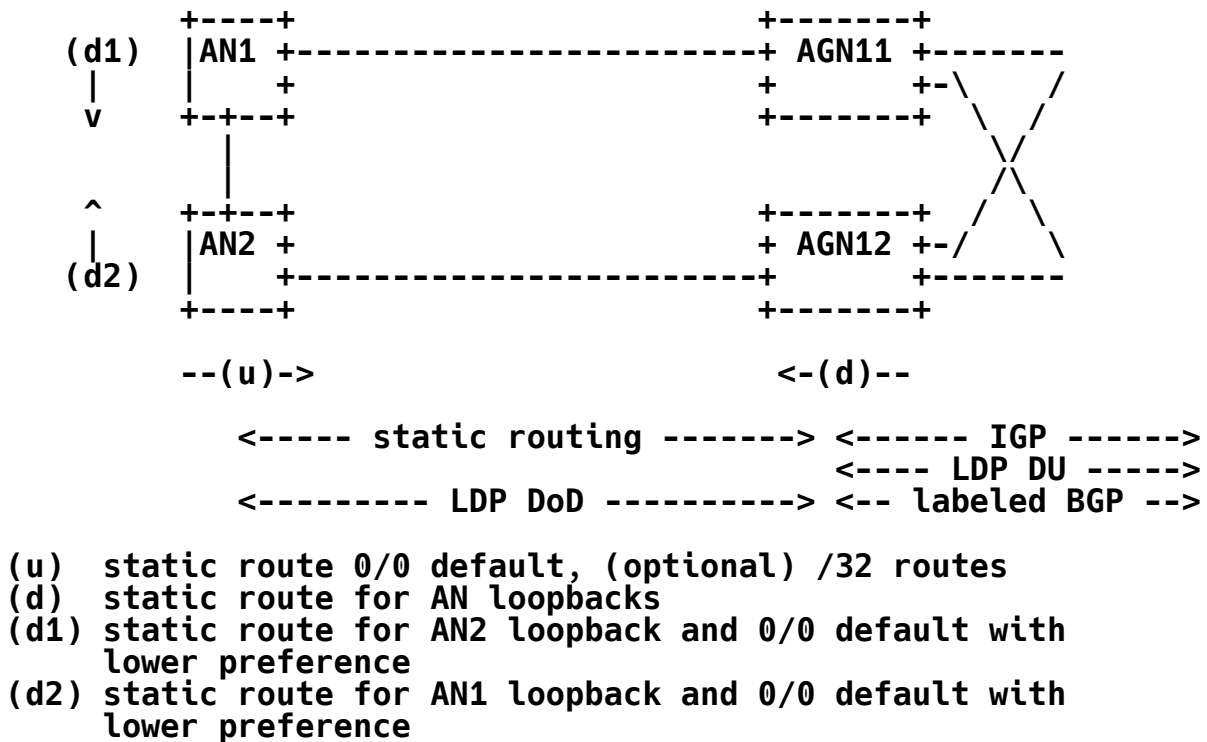 +----+ +-------+
(d1) |AN1 +------------------------+ AGN11 +-------
| | + + +-\ /
v +-+--+ +-------+ \ /
| \/
| /\
^ +-+--+ +-------+ / \
| |AN2 + + AGN12 +-/ \
(d2) | +------------------------+ +-------
+----+ +-------+
--(u)-> <-(d)--
<----- static routing -------> <------ IGP ------>
<---- LDP DU ----->
<--------- LDP DoD ----------> <-- labeled BGP -->
(u) static route 0/0 default, (optional) /32 routes
(d) static route for AN loopbacks
(d1) static route for AN2 loopback and 0/0 default with
lower preference
(d2) static route for AN1 loopback and 0/0 default with
lower preference